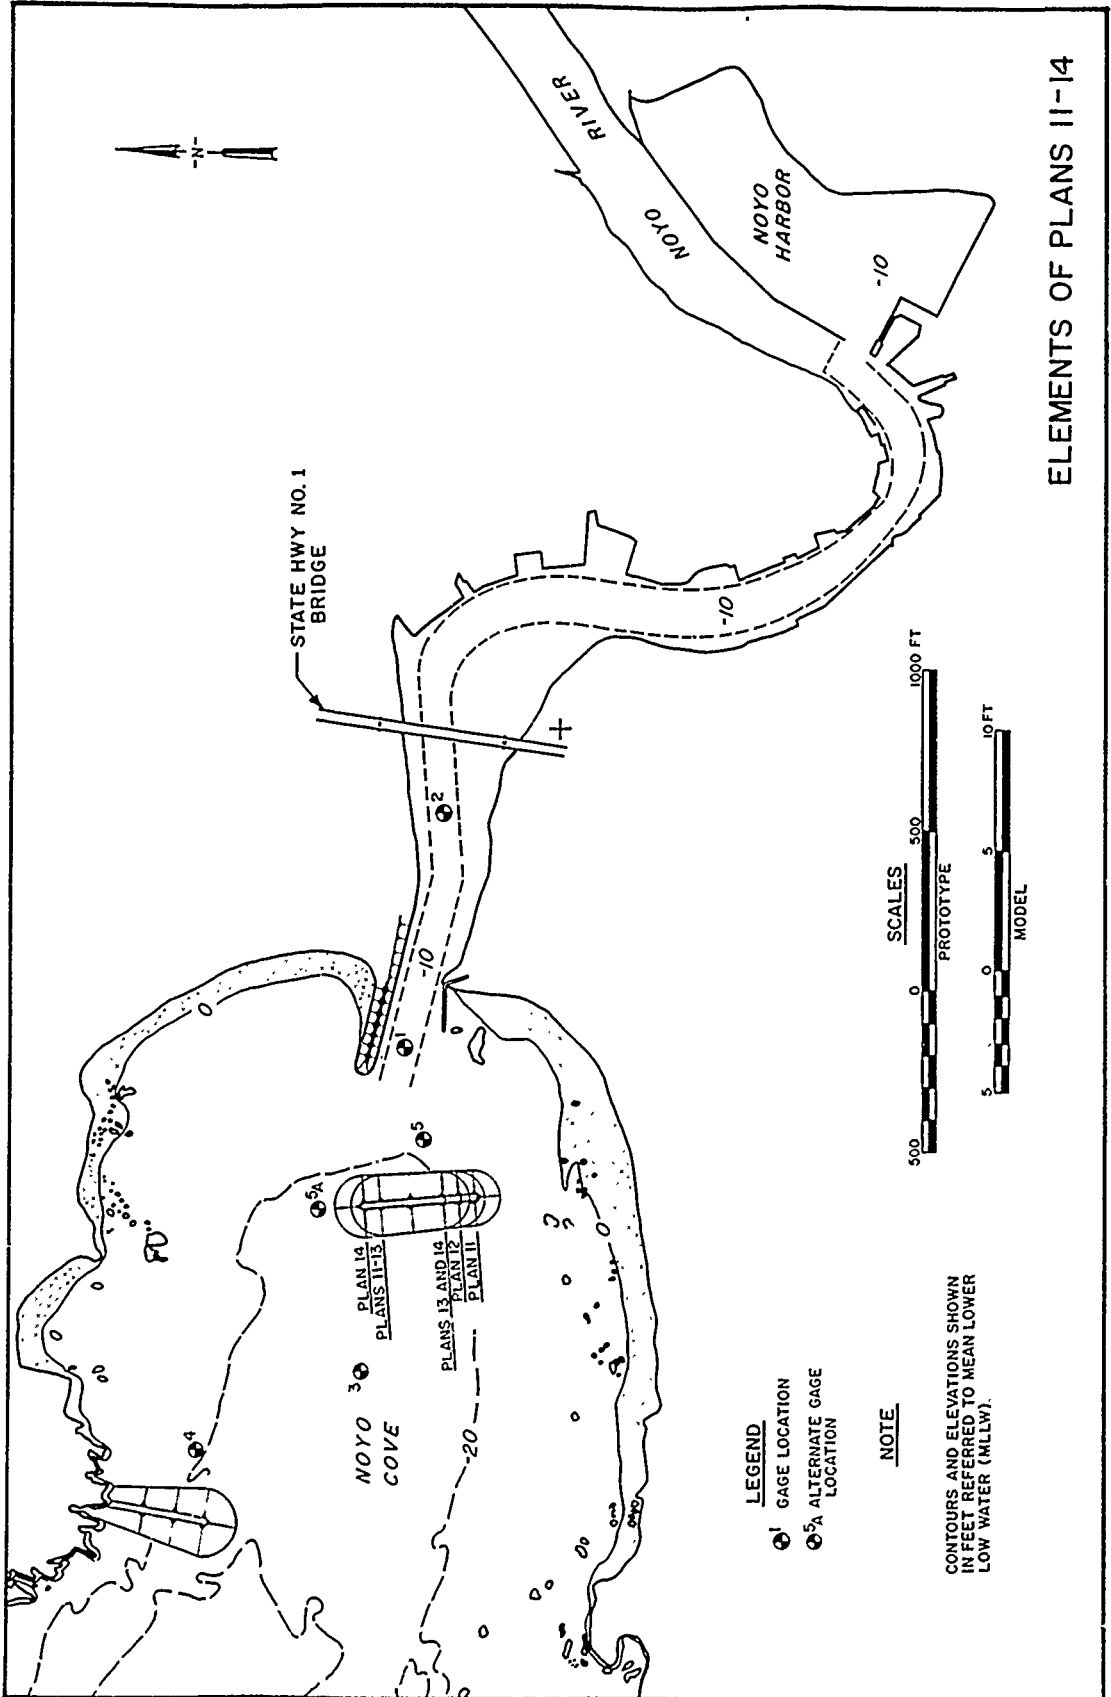 RIVER
NOYO
NOYO
HARBOR
-10
-N-
STATE HWY NO. 1
BRIDGE
2
-10
-10
1
0
5
5A
PLAN 14
PLANS 11-13
PLANS 13 AND 14
PLAN 12
PLAN 11
3
4
NOYO
COVE
-20
0
SCALES
500 0 500 1000 FT
PROTOTYPE
5 0 5 10 FT
MODEL
LEGEND
1 GAGE LOCATION
5A ALTERNATE GAGE
LOCATION
NOTE
CONTOURS AND ELEVATIONS SHOWN
IN FEET REFERRED TO MEAN LOWER
LOW WATER (MLLW).
ELEMENTS OF PLANS 11-14